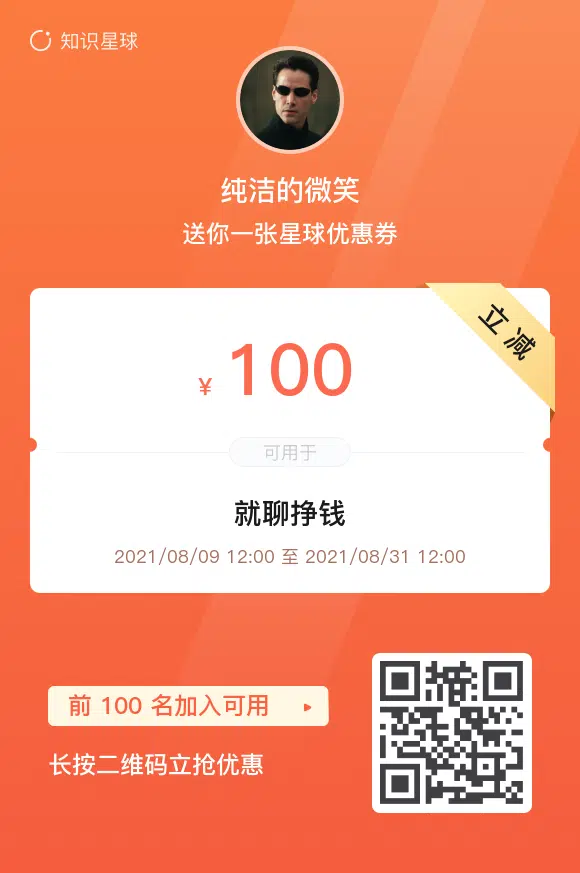 知识星球
纯洁的微笑
送你一张星球优惠券
立减
¥ 100
可用于
就聊挣钱
2021/08/09 12:00 至 2021/08/31 12:00
前 100 名加入可用
长按二维码立抢优惠